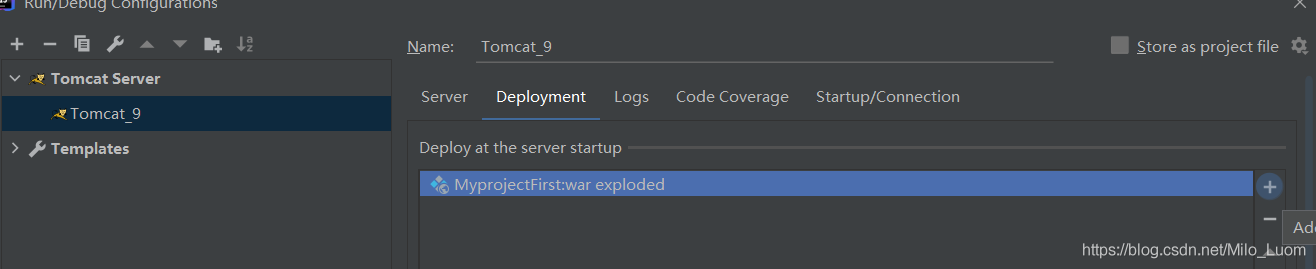 Run/Debug Configurations
Name: Tomcat_9
Store as project file
Tomcat Server
Tomcat_9
Templates
Server Deployment Logs Code Coverage Startup/Connection
Deploy at the server startup
MyprojectFirst:war exploded
https://blog.csdn.net/Milo_Luom